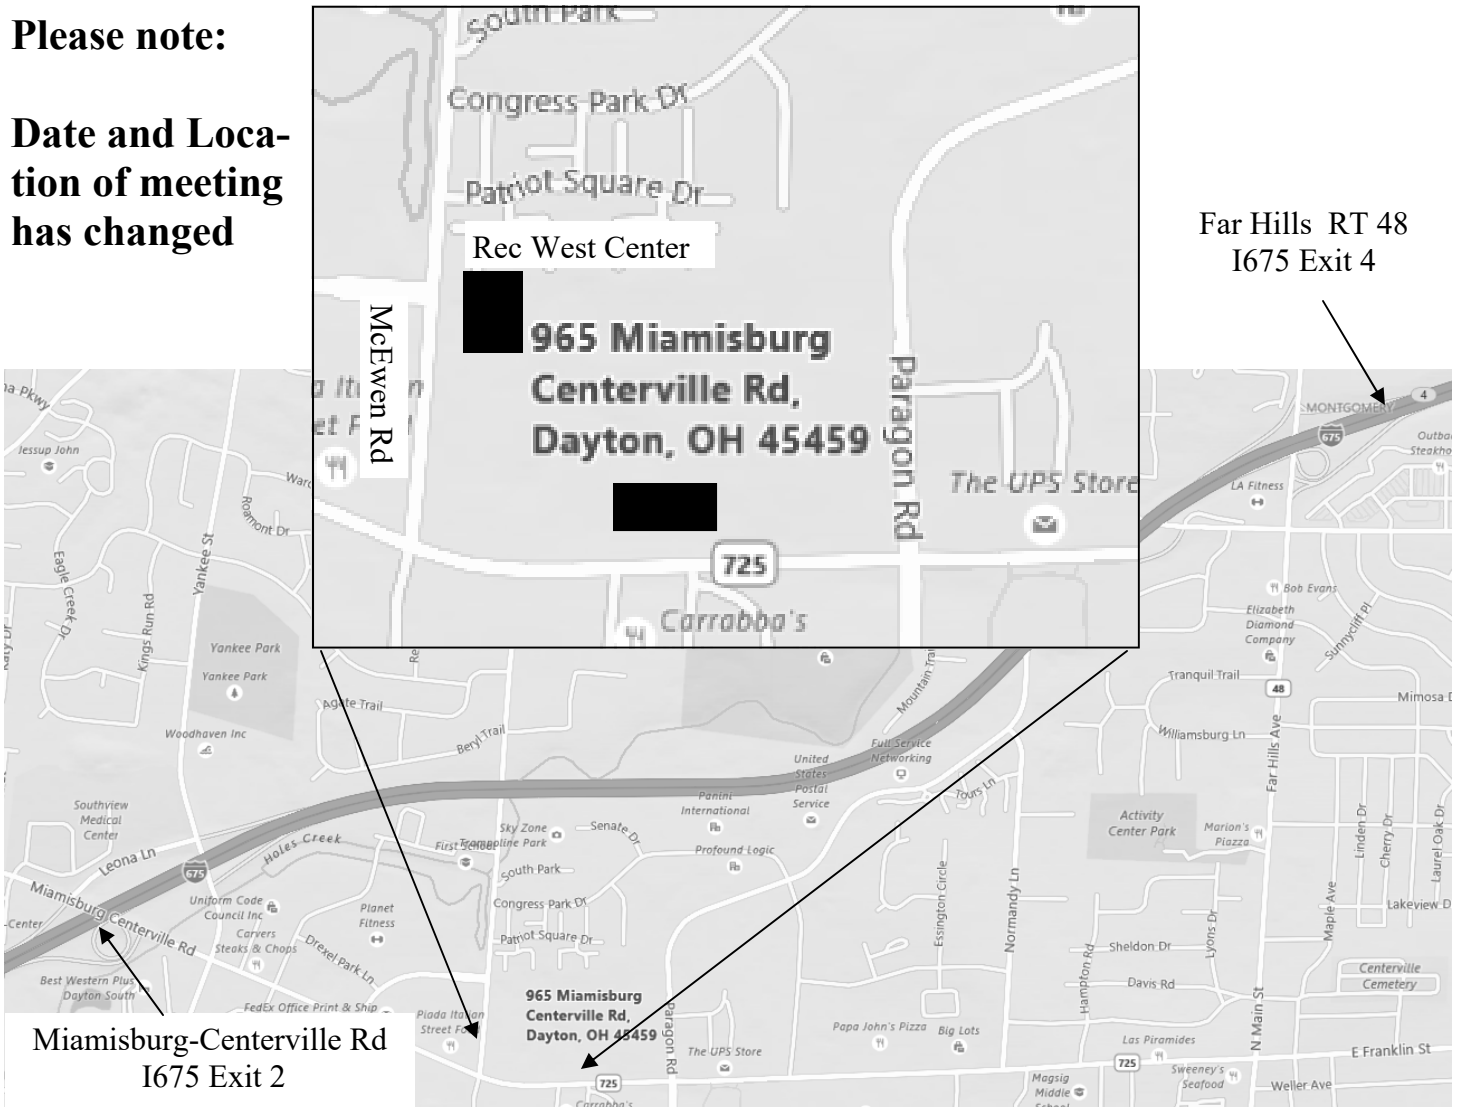 Please note:
Date and Loca-
tion of meeting
has changed
South Park
Congress Park Dr
Patriot Square Dr
Rec West Center
McEwen Rd
965 Miamisburg
Centerville Rd,
Dayton, OH 45459
Paragon Rd
The UPS Store
725
Carrabba's
Far Hills RT 48
I675 Exit 4
4
MONTGOMERY
675
LA Fitness
Jessup John
Roamont Dr
Eagle Creek Dr
Yankee St
Kings Run Rd
Yankee Park
Yankee Park
Agate Trail
Beryl Trail
Woodhaven Inc
Bob Evans
Elizabeth
Diamond
Company
Sunnycliff Pl
Tranquil Trail
48
Williamsburg Ln
Far Hills Ave
Full Service
Networking
United
States
Postal
Service
Panini
International
Tours Ln
Southview
Medical
Center
Leona Ln
Holes Creek
675
Sky Zone
Trampoline Park
First School
Senate Dr
Profound Logic
South Park
Activity
Center Park
Marion's
Piazza
Linden Dr
Cherry Dr
Laurel Oak Dr
Miamisburg Centerville Rd
Uniform Code
Council Inc
Carvers
Steaks & Chops
Planet
Fitness
Drexel Park Ln
Congress Park Dr
Patriot Square Dr
Essington Circle
Normandy Ln
Hampton Rd
Sheldon Dr
Lyons Dr
Davis Rd
Maple Ave
Lakeview D
Centerville
Cemetery
Best Western Plus
Dayton South
FedEx Office Print & Ship
Piada Italian
965 Miamisburg
Centerville Rd,
Dayton, OH 45459
Paragon Rd
The UPS Store
Papa John's Pizza
Big Lots
N Main St
Las Piramides
725
E Franklin St
Sweeney's
Seafood
Weller Ave
Magsig
Middle
725
Carrabba's
Miamisburg-Centerville Rd
I675 Exit 2